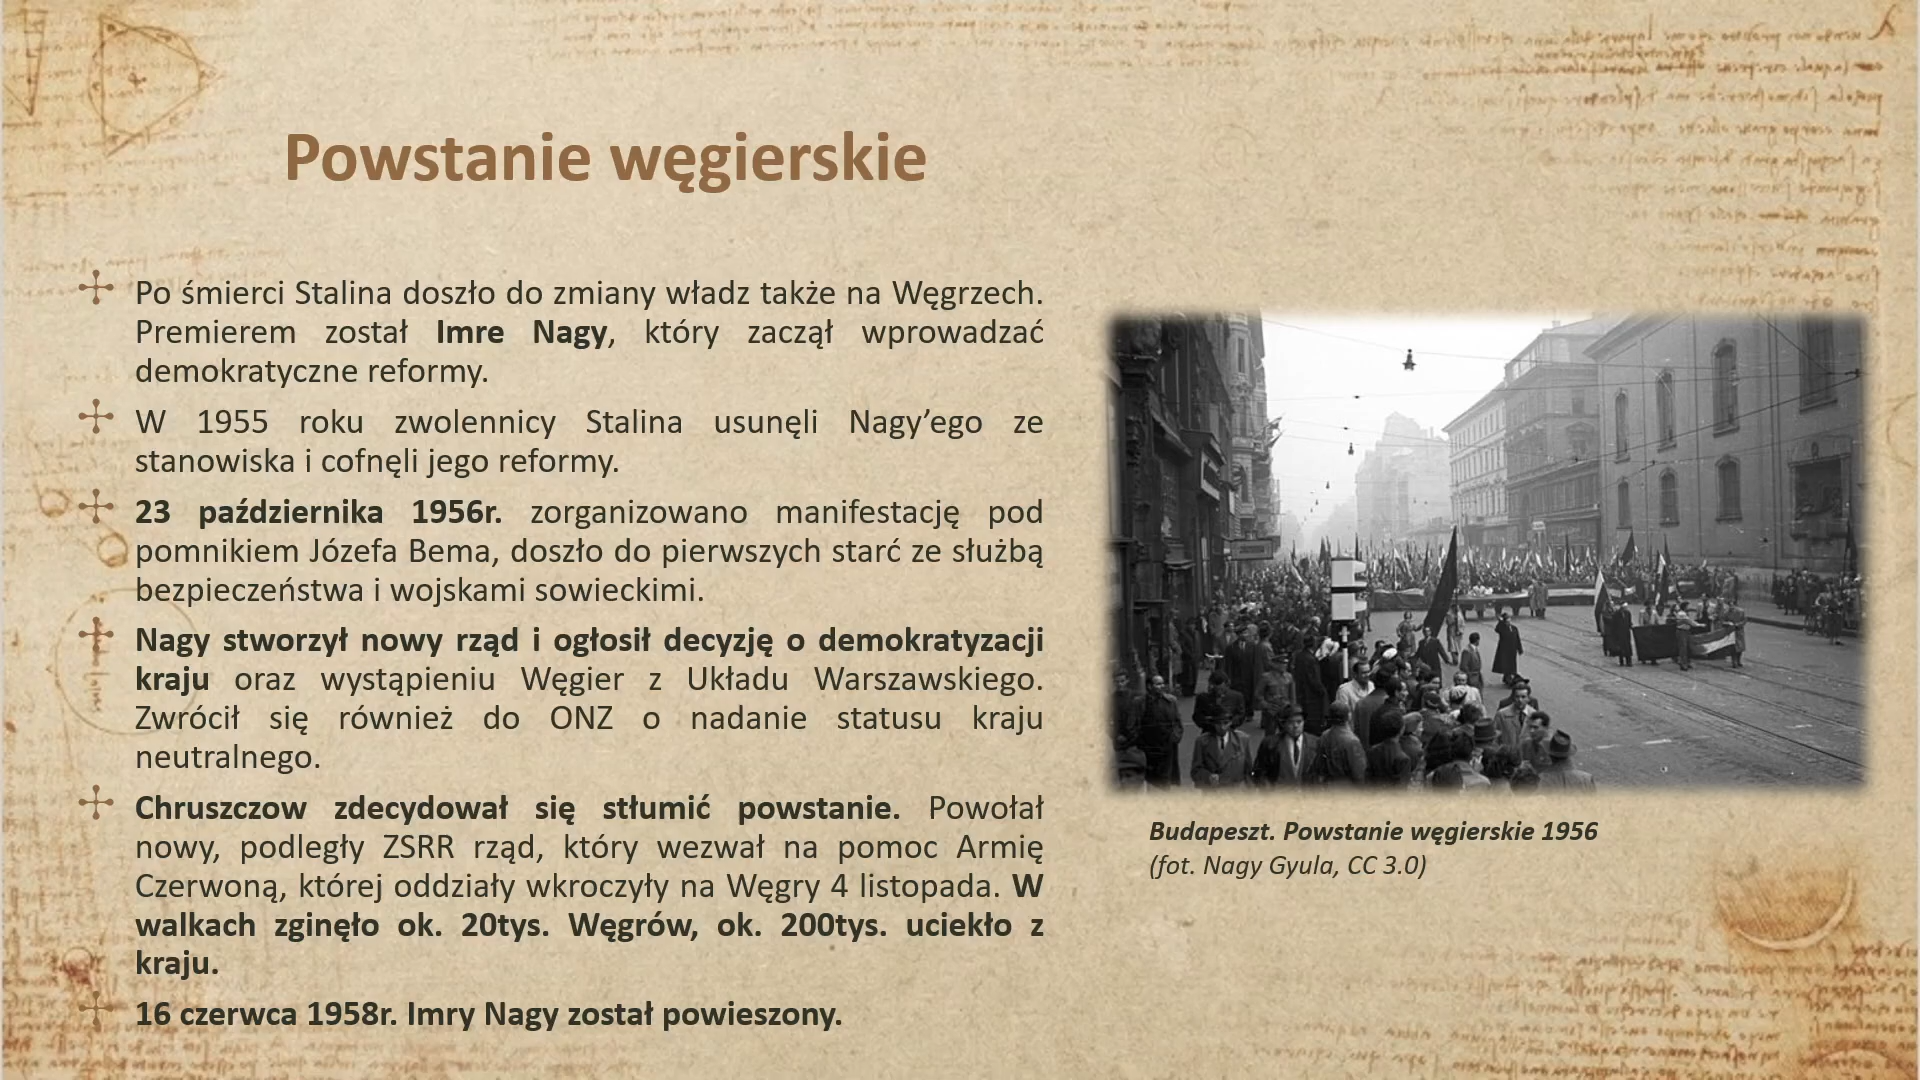 Powstanie węgierskie
Po śmierci Stalina doszło do zmiany władz także na Węgrzech.
Premierem został Imre Nagy, który zaczął wprowadzać
demokratyczne reformy.
W 1955 roku zwolennicy Stalina usunęli Nagy’ego ze
stanowiska i cofnęli jego reformy.
23 października 1956r. zorganizowano manifestację pod
pomnikiem Józefa Bema, doszło do pierwszych starć ze służbą
bezpieczeństwa i wojskami sowieckimi.
Nagy stworzył nowy rząd i ogłosił decyzję o demokratyzacji
kraju oraz wystąpieniu Węgier z Układu Warszawskiego.
Zwrócił się również do ONZ o nadanie statusu kraju
neutralnego.
Chruszczow zdecydował się stłumić powstanie. Powołał
nowy, podległy ZSRR rząd, który wezwał na pomoc Armię
Czerwoną, której oddziały wkroczyły na Węgry 4 listopada. W
walkach zginęło ok. 20tys. Węgrów, ok. 200tys. uciekło z
kraju.
16 czerwca 1958r. Imry Nagy został powieszony.
Budapeszt. Powstanie węgierskie 1956
(fot. Nagy Gyula, CC 3.0)